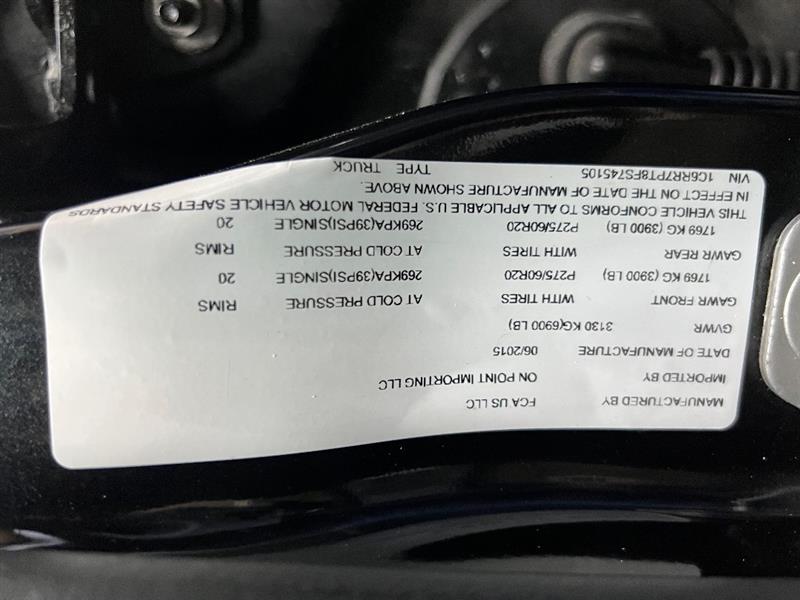 MANUFACTURED BY FCA US LLC
IMPORTED BY ON POINT IMPORTING LLC
DATE OF MANUFACTURE 06/2015
GVWR 3130 KG(6900 LB)
GAWR FRONT WITH TIRES AT COLD PRESSURE RIMS
1769 KG (3900 LB) P275/60R20 269KPA(39PSI)SINGLE 20
GAWR REAR WITH TIRES AT COLD PRESSURE RIMS
1769 KG (3900 LB) P275/60R20 269KPA(39PSI)SINGLE 20
THIS VEHICLE CONFORMS TO ALL APPLICABLE U.S. FEDERAL MOTOR VEHICLE SAFETY STANDARDS
IN EFFECT ON THE DATE OF MANUFACTURE SHOWN ABOVE.
VIN 1C6RR7PT8FS745105 TYPE TRUCK